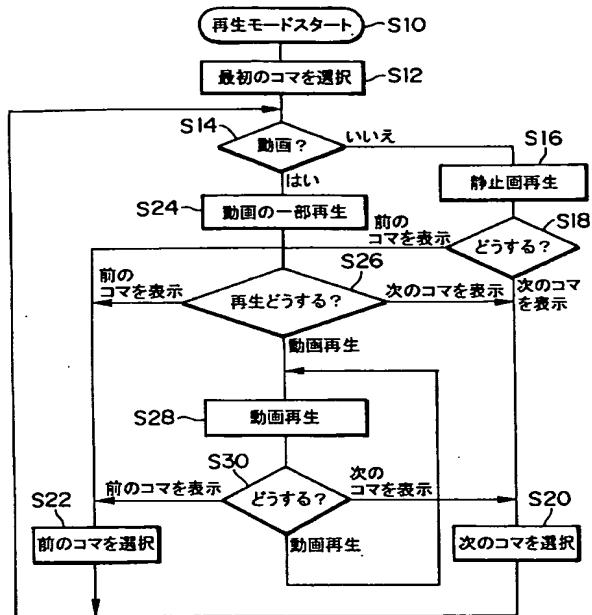 再生モードスタート
S10
最初のコマを選択
S12
S14
動画?
いいえ
はい
S16
静止画再生
S24
動画の一部再生
前の
コマを表示
S18
どうする?
S26
前の
コマを表示
再生どうする?
次のコマを表示
次のコマ
を表示
動画再生
S28
動画再生
S30
前のコマを表示
どうする?
次の
コマを表示
S22
前のコマを選択
動画再生
S20
次のコマを選択